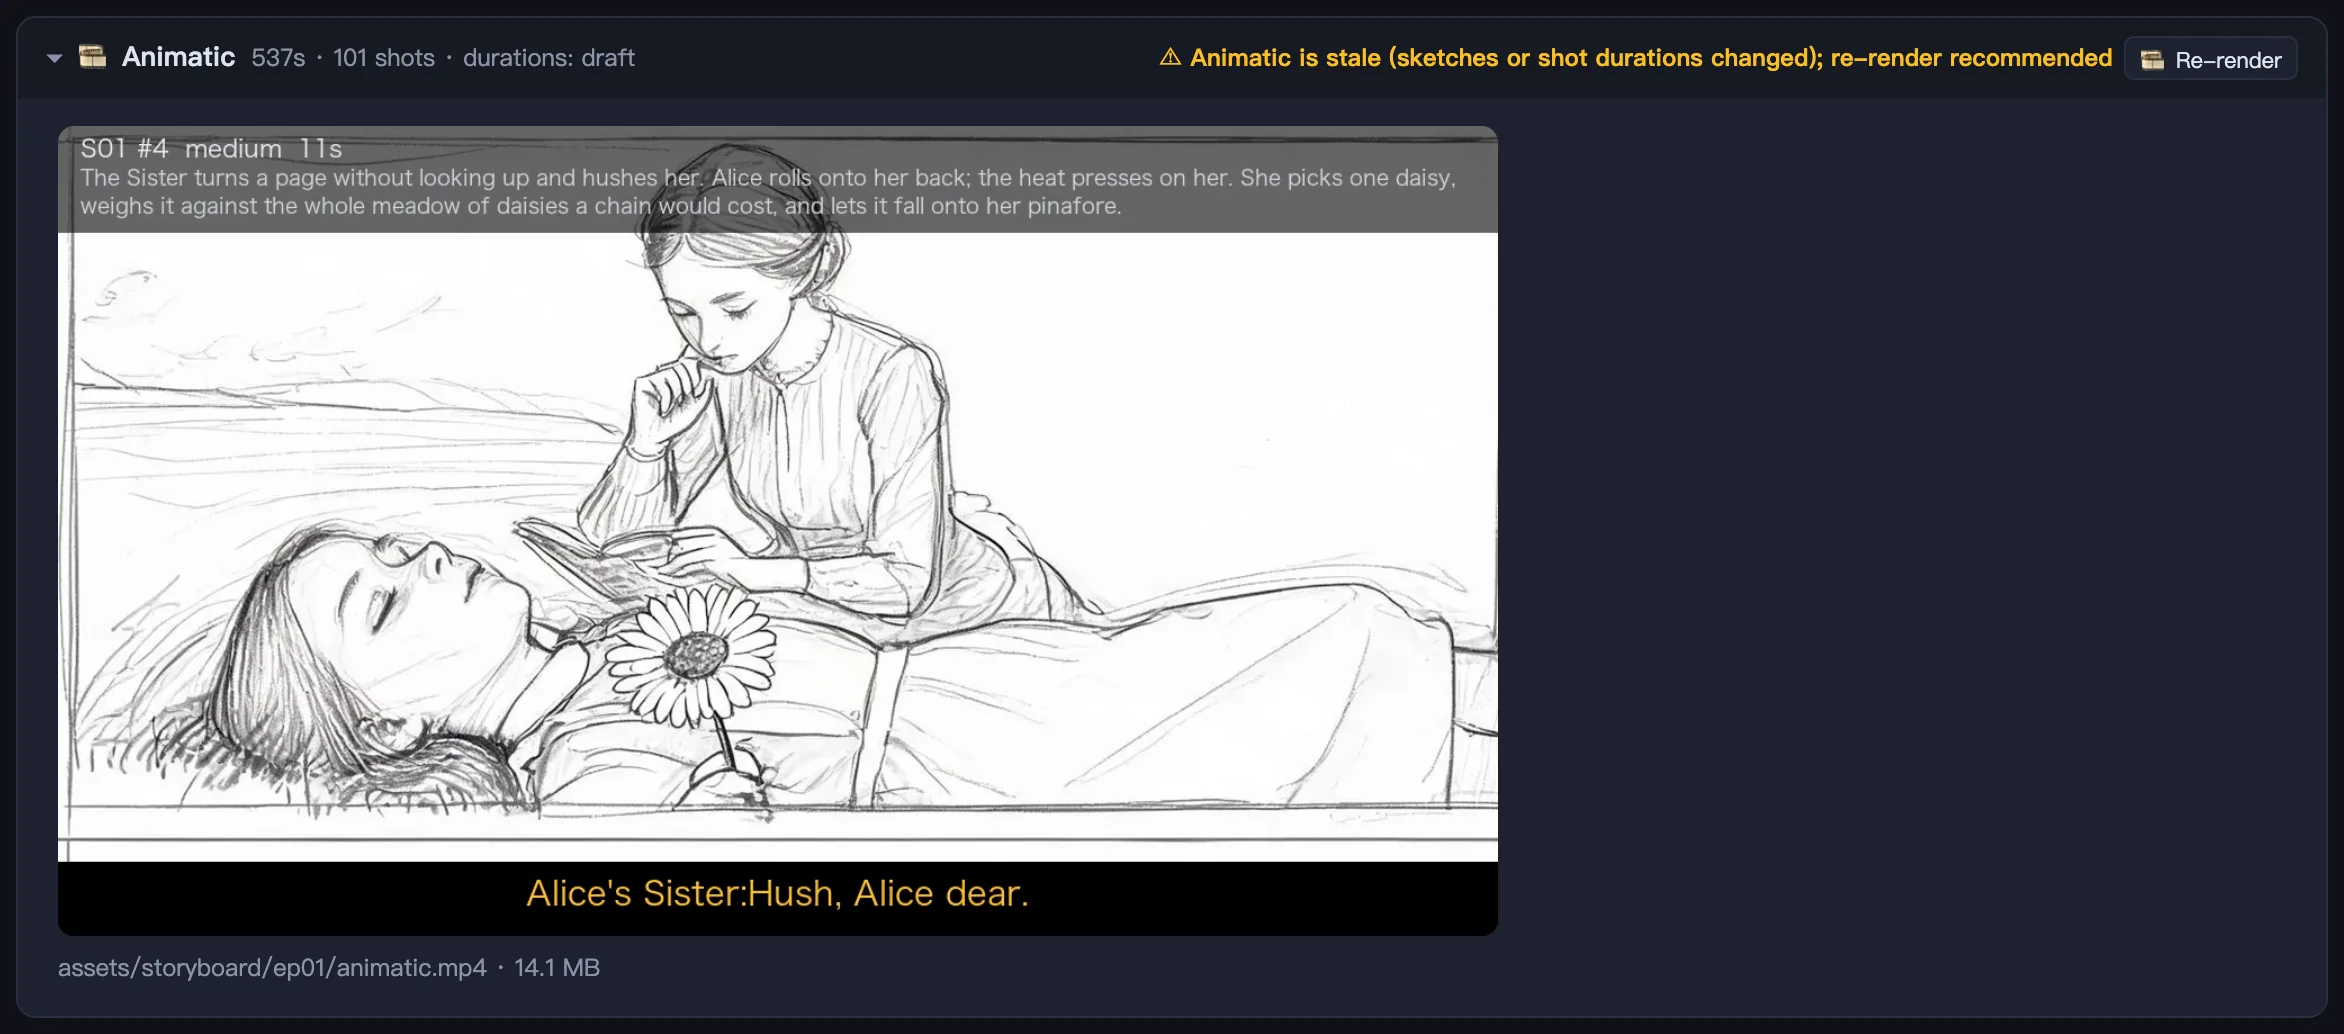 Animatic 537s · 101 shots · durations: draft
⚠ Animatic is stale (sketches or shot durations changed); re-render recommended
Re-render
S01 #4 medium 11s
The Sister turns a page without looking up and hushes her. Alice rolls onto her back; the heat presses on her. She picks one daisy,
weighs it against the whole meadow of daisies a chain would cost, and lets it fall onto her pinafore.
Alice's Sister:Hush, Alice dear.
assets/storyboard/ep01/animatic.mp4 · 14.1 MB